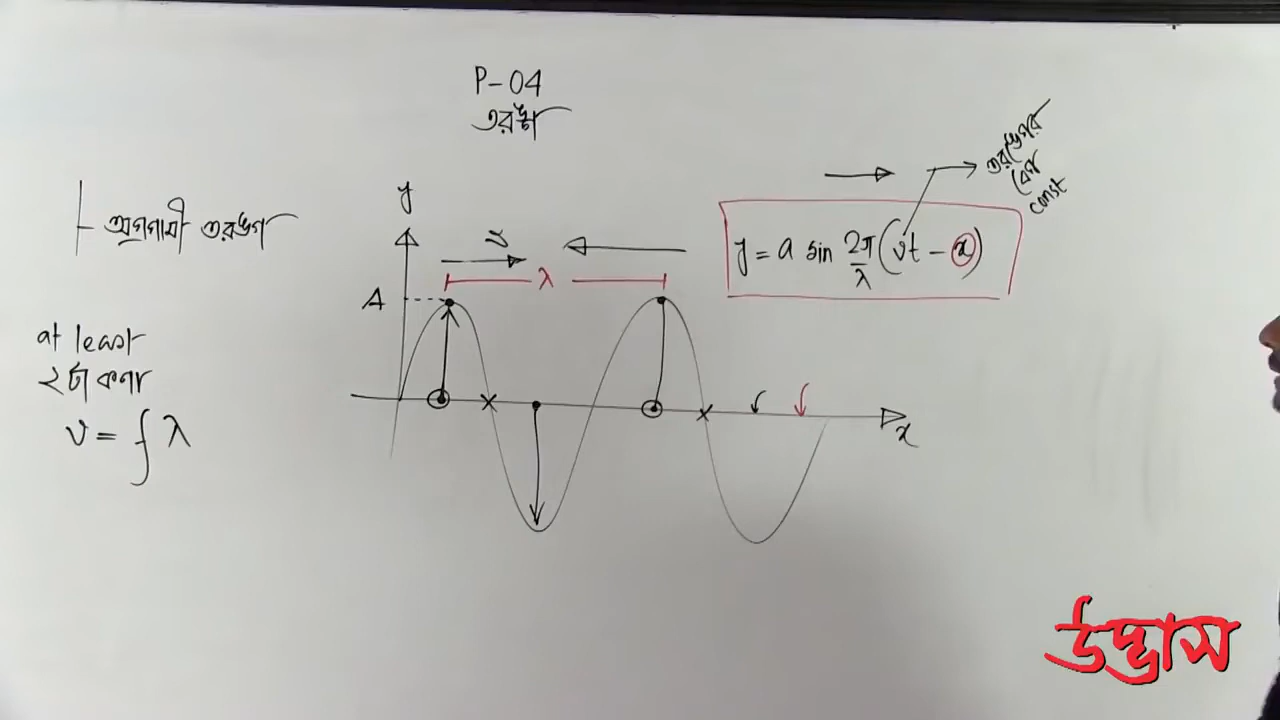 P-04
তরঙ্গ
অগ্রগামী তরঙ্গ
at least
২টা কণা
v = f λ
y
v
λ
A
x
y = a sin 2π/λ (vt - x)
তরঙ্গের
বেগ
const
উদ্ভাস